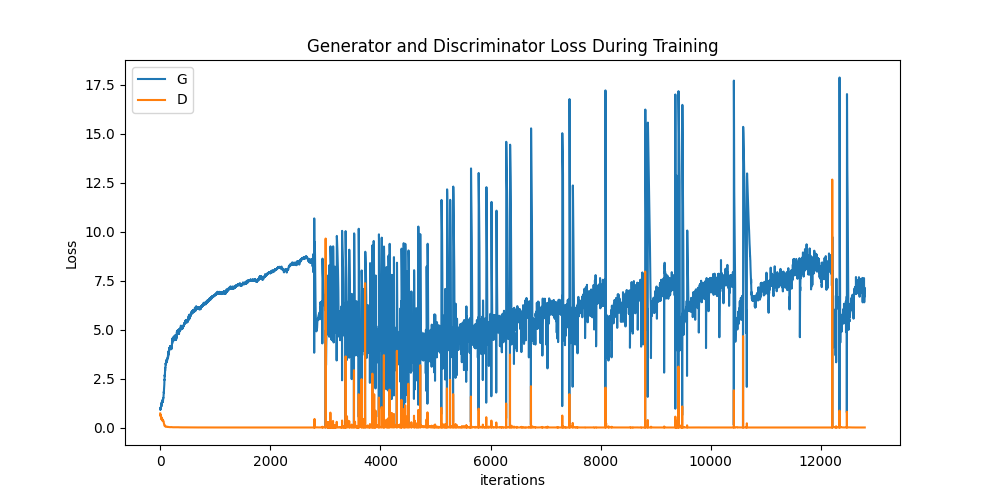 Generator and Discriminator Loss During Training
G
D
17.5
15.0
12.5
10.0
7.5
5.0
2.5
0.0
Loss
0 2000 4000 6000 8000 10000 12000
iterations